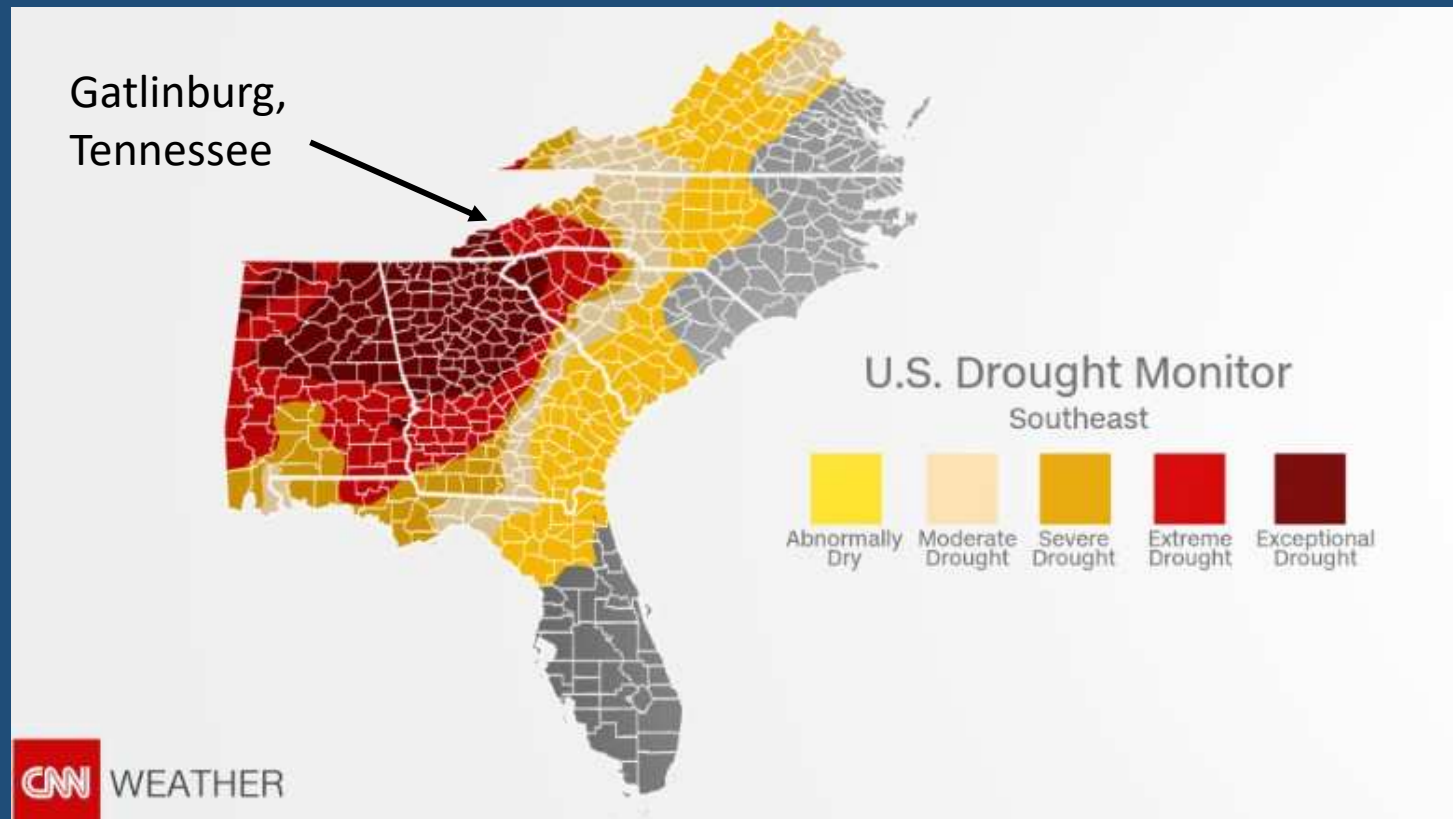 Gatlinburg,
Tennessee
U.S. Drought Monitor
Southeast
Abnormally
Dry
Moderate
Drought
Severe
Drought
Extreme
Drought
Exceptional
Drought
CNN WEATHER